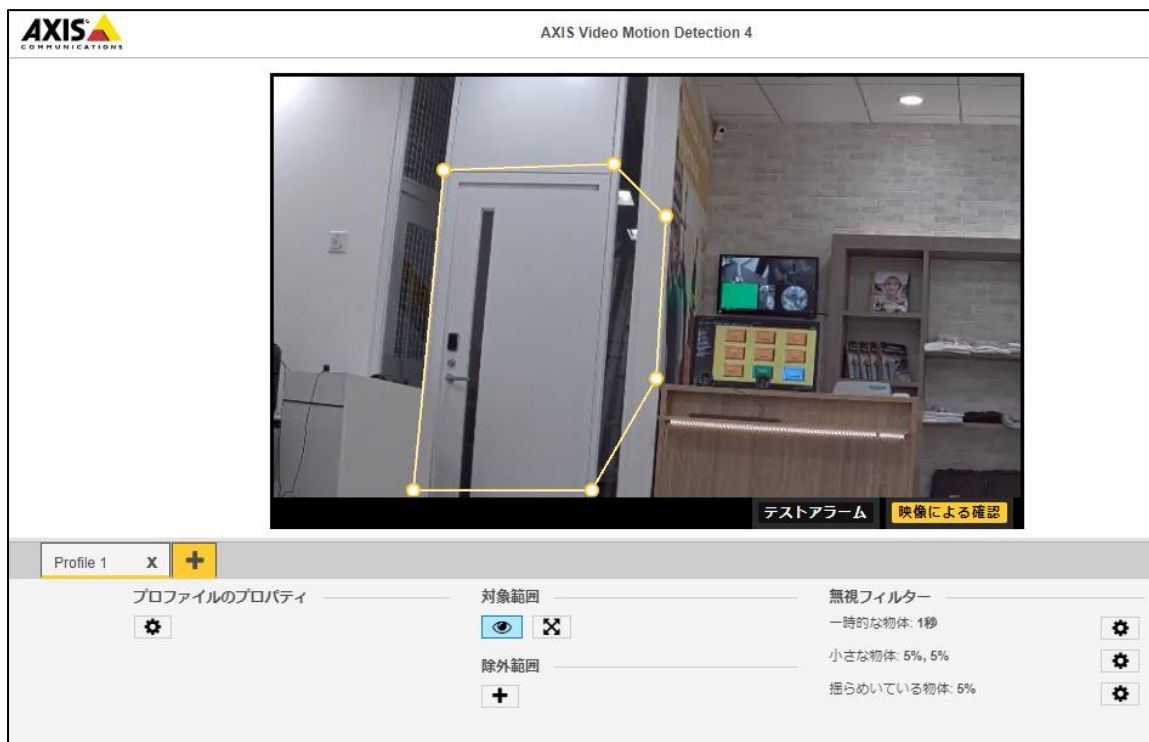 AXIS
COMMUNICATIONS
AXIS Video Motion Detection 4
テストアラーム
映像による確認
Profile 1 x +
プロファイルのプロパティ
対象範囲
除外範囲
+
無視フィルター
一時的な物体: 1秒
小さな物体: 5%, 5%
揺らめいている物体: 5%